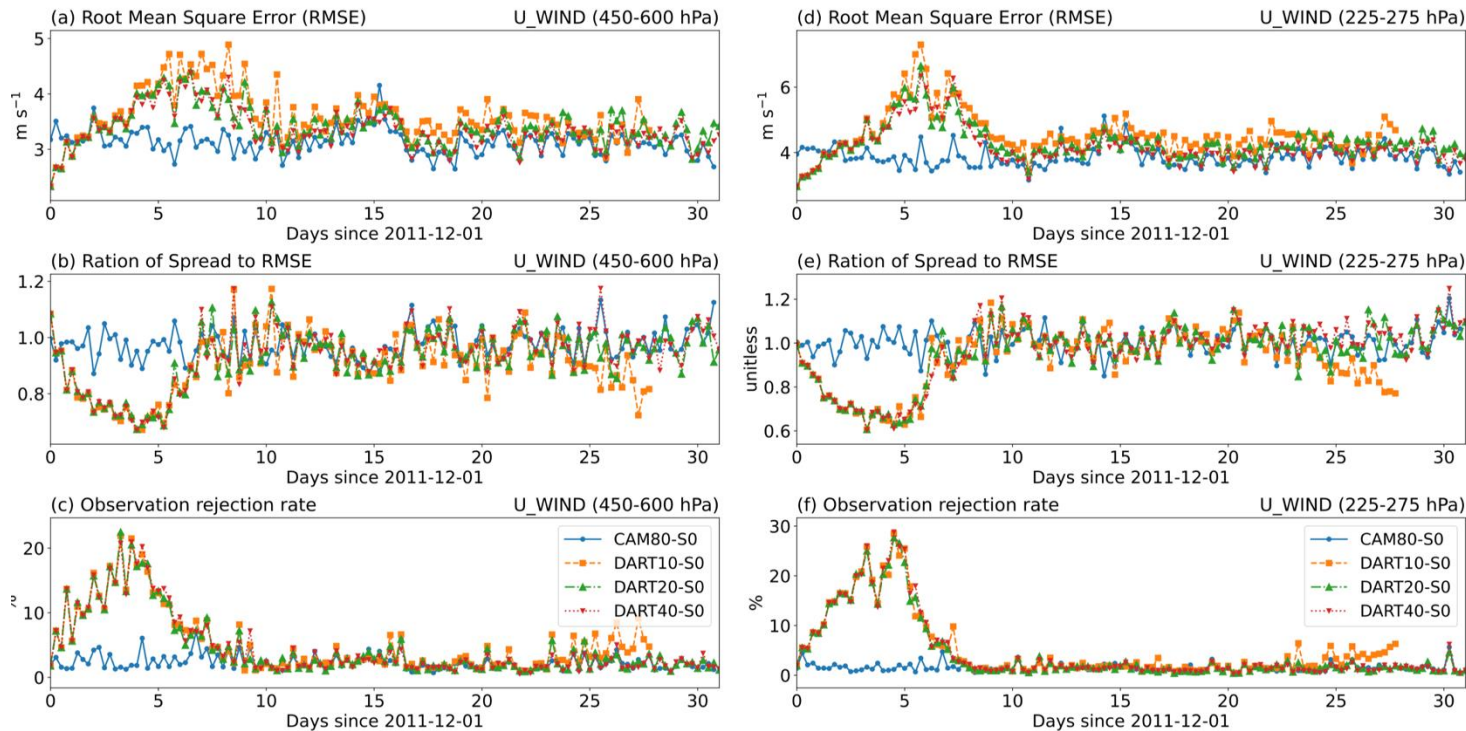 (a) Root Mean Square Error (RMSE) U_WIND (450-600 hPa)
5
4
3
m s⁻¹
0 5 10 15 20 25 30
Days since 2011-12-01
(b) Ration of Spread to RMSE U_WIND (450-600 hPa)
1.2
1.0
0.8
0 5 10 15 20 25 30
Days since 2011-12-01
(c) Observation rejection rate U_WIND (450-600 hPa)
20
10
0
%
CAM80-S0
DART10-S0
DART20-S0
DART40-S0
0 5 10 15 20 25 30
Days since 2011-12-01
(d) Root Mean Square Error (RMSE) U_WIND (225-275 hPa)
6
4
m s⁻¹
0 5 10 15 20 25 30
Days since 2011-12-01
(e) Ration of Spread to RMSE U_WIND (225-275 hPa)
1.2
1.0
0.8
0.6
unitless
0 5 10 15 20 25 30
Days since 2011-12-01
(f) Observation rejection rate U_WIND (225-275 hPa)
30
20
10
0
%
CAM80-S0
DART10-S0
DART20-S0
DART40-S0
0 5 10 15 20 25 30
Days since 2011-12-01